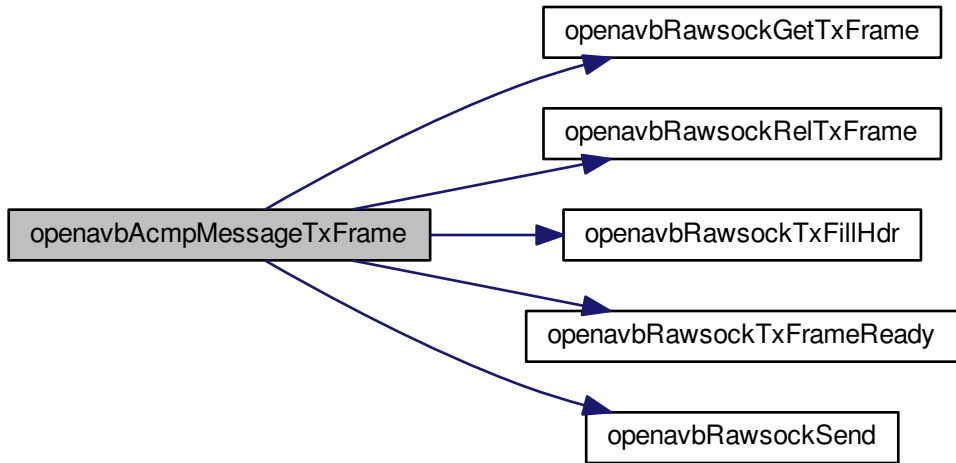 openavbAcmpMessageTxFrame
openavbRawsockGetTxFrame
openavbRawsockRelTxFrame
openavbRawsockTxFillHdr
openavbRawsockTxFrameReady
openavbRawsockSend